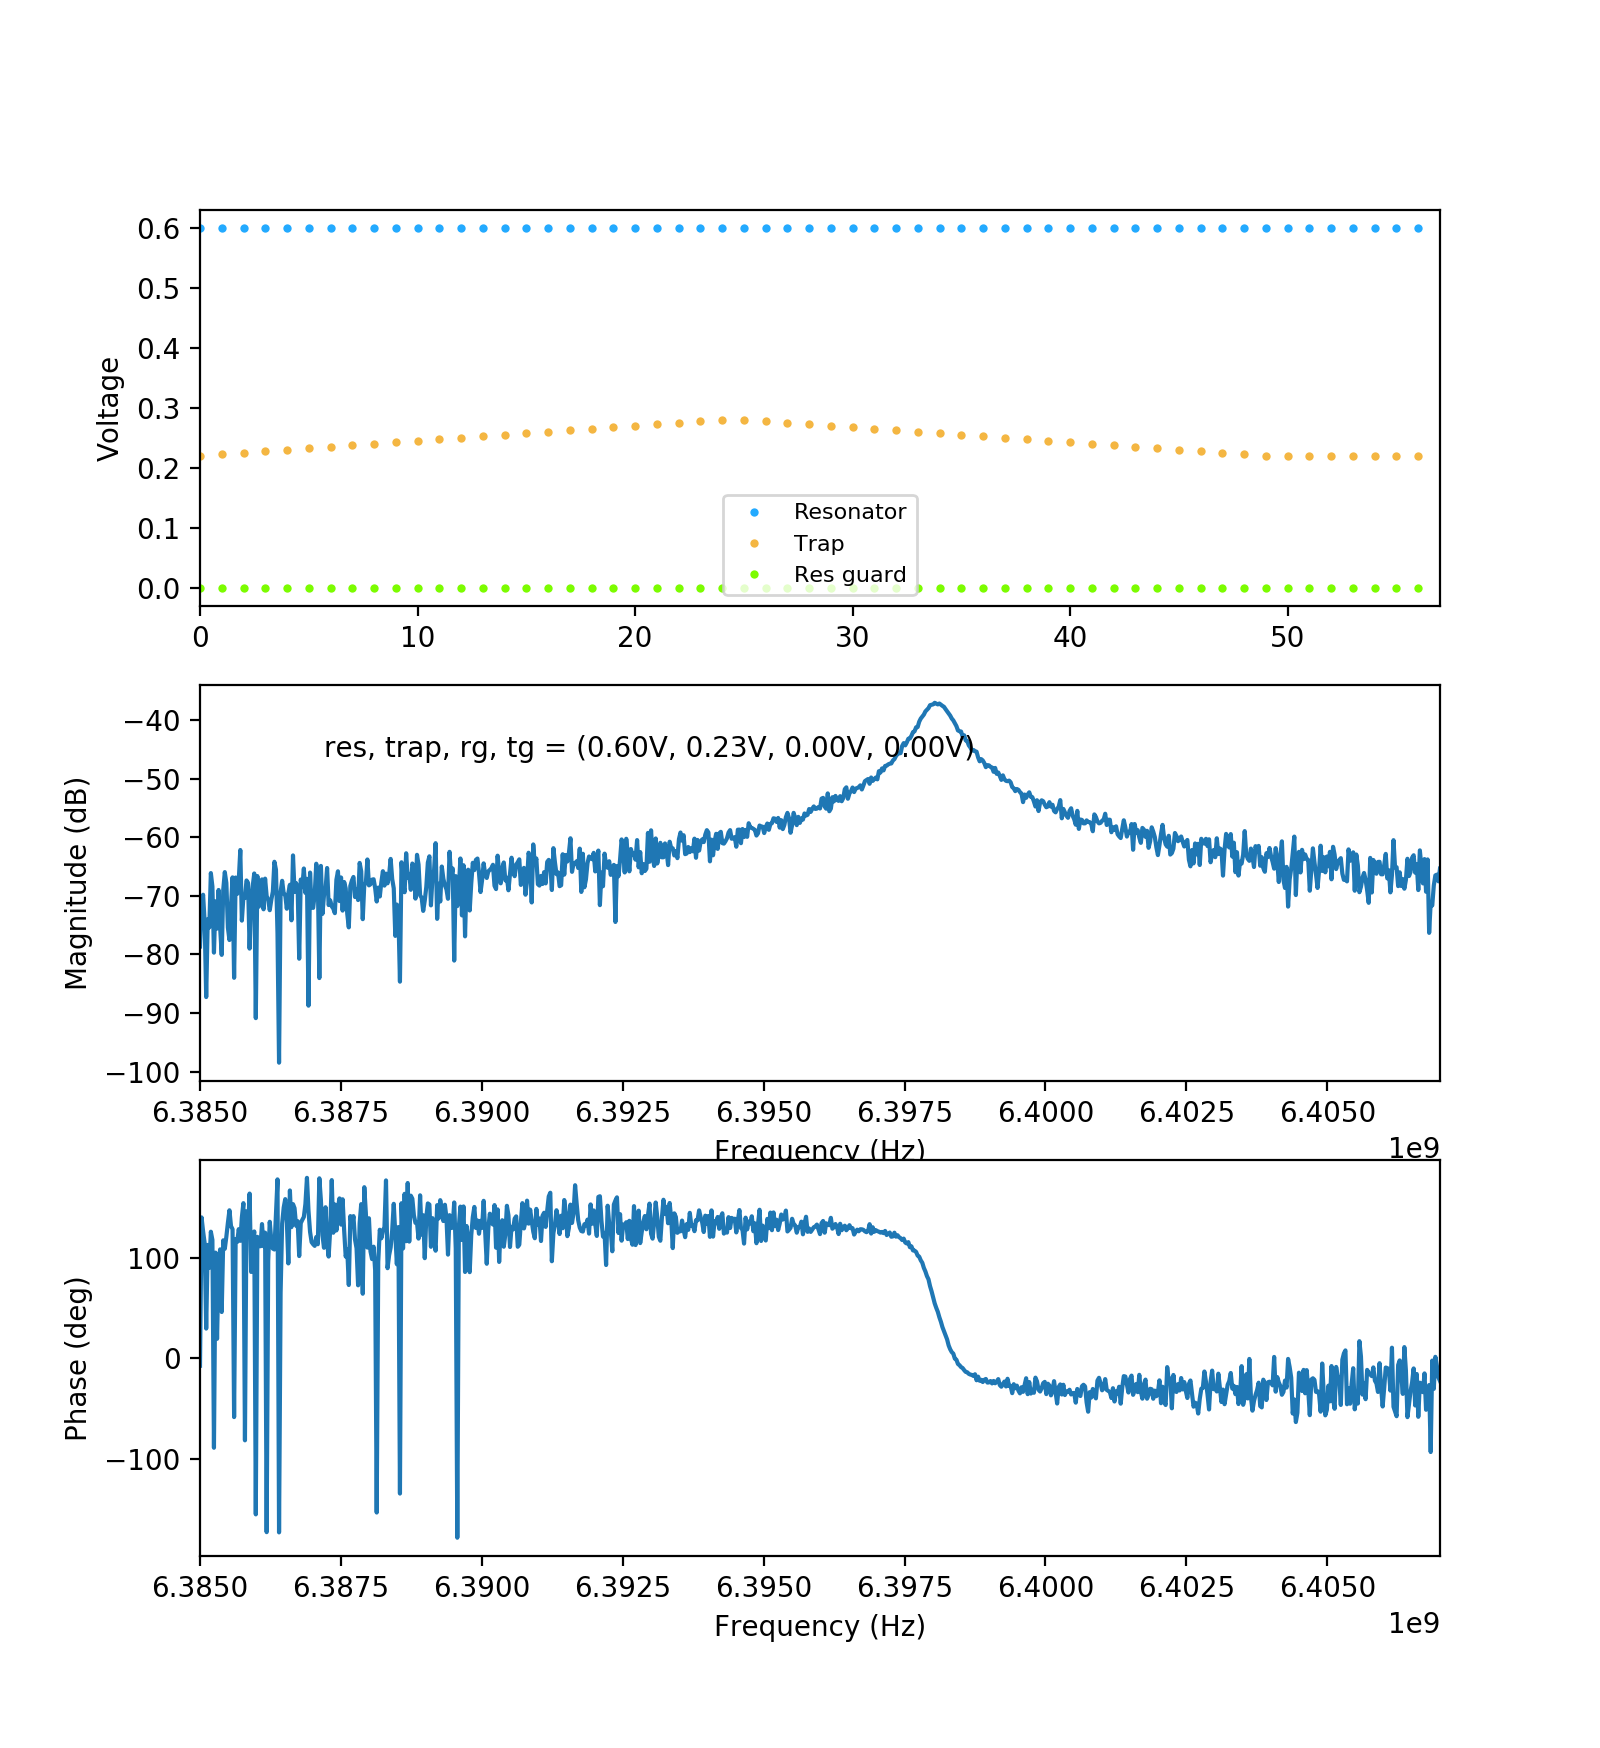 0.6
0.5
0.4
0.3
0.2
0.1
0.0
Voltage
Resonator
Trap
Res guard
0 10 20 30 40 50
−40
−50
−60
−70
−80
−90
−100
Magnitude (dB)
res, trap, rg, tg = (0.60V, 0.23V, 0.00V, 0.00V)
6.3850 6.3875 6.3900 6.3925 6.3950 6.3975 6.4000 6.4025 6.4050
Frequency (Hz)
1e9
100
0
−100
Phase (deg)
6.3850 6.3875 6.3900 6.3925 6.3950 6.3975 6.4000 6.4025 6.4050
Frequency (Hz)
1e9